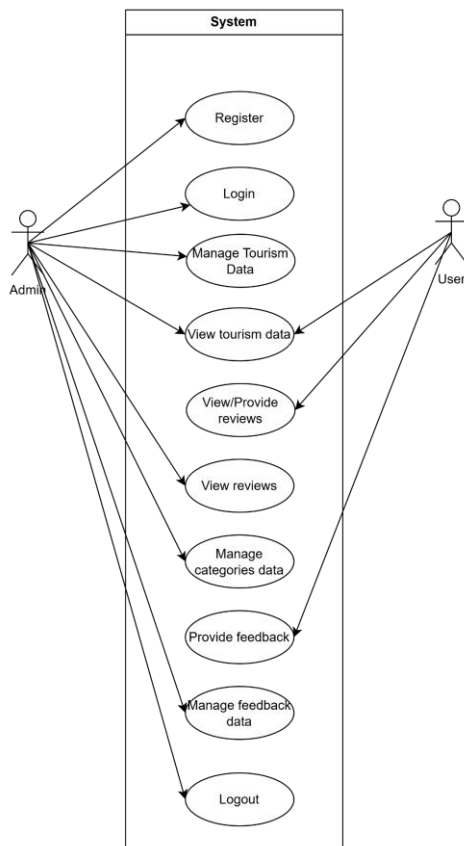 System
Register
Login
Manage Tourism
Data
Admin
User
View tourism data
View/Provide
reviews
View reviews
Manage
categories data
Provide feedback
Manage feedback
data
Logout